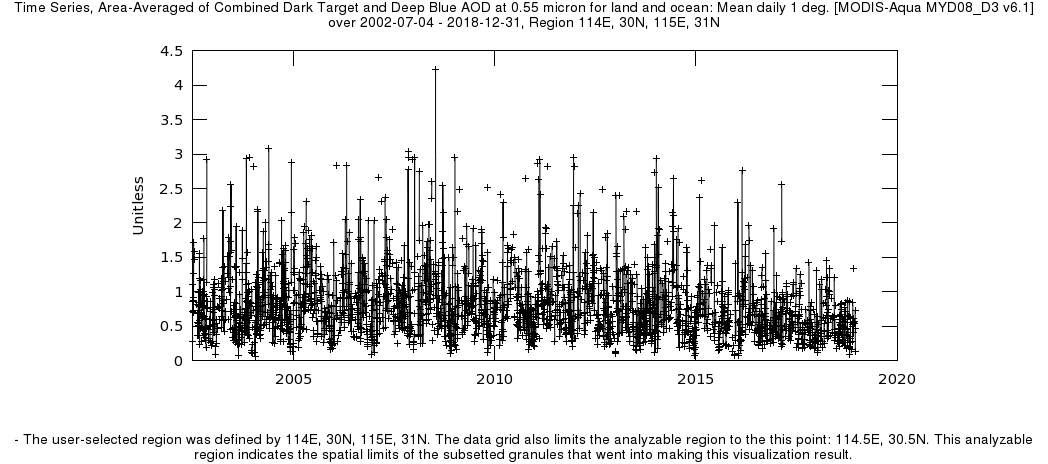 Time Series, Area-Averaged of Combined Dark Target and Deep Blue AOD at 0.55 micron for land and ocean: Mean daily 1 deg. [MODIS-Aqua MYD08_D3 v6.1]
over 2002-07-04 - 2018-12-31, Region 114E, 30N, 115E, 31N
4.5
4
3.5
3
2.5
2
1.5
1
0.5
0
Unitless
2005
2010
2015
2020
- The user-selected region was defined by 114E, 30N, 115E, 31N. The data grid also limits the analyzable region to the this point: 114.5E, 30.5N. This analyzable
region indicates the spatial limits of the subsetted granules that went into making this visualization result.